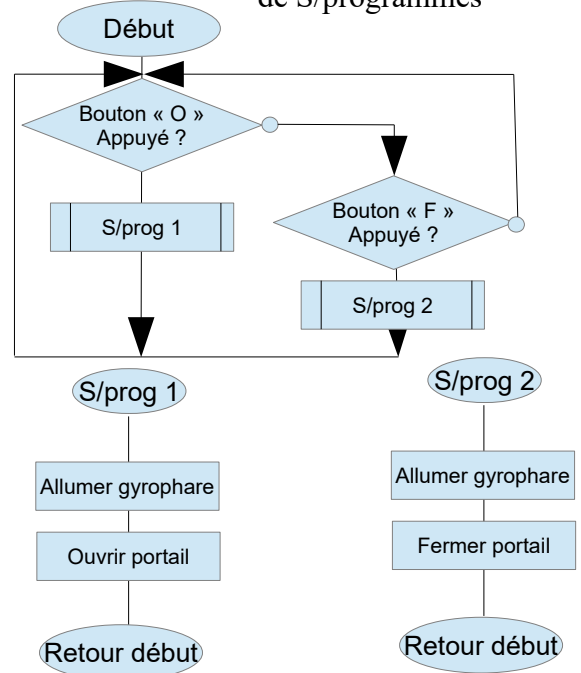 de S/programmes
Début
Bouton « O »
Appuyé ?
Bouton « F »
Appuyé ?
S/prog 1
S/prog 2
S/prog 1
Allumer gyrophare
Ouvrir portail
Retour début
S/prog 2
Allumer gyrophare
Fermer portail
Retour début